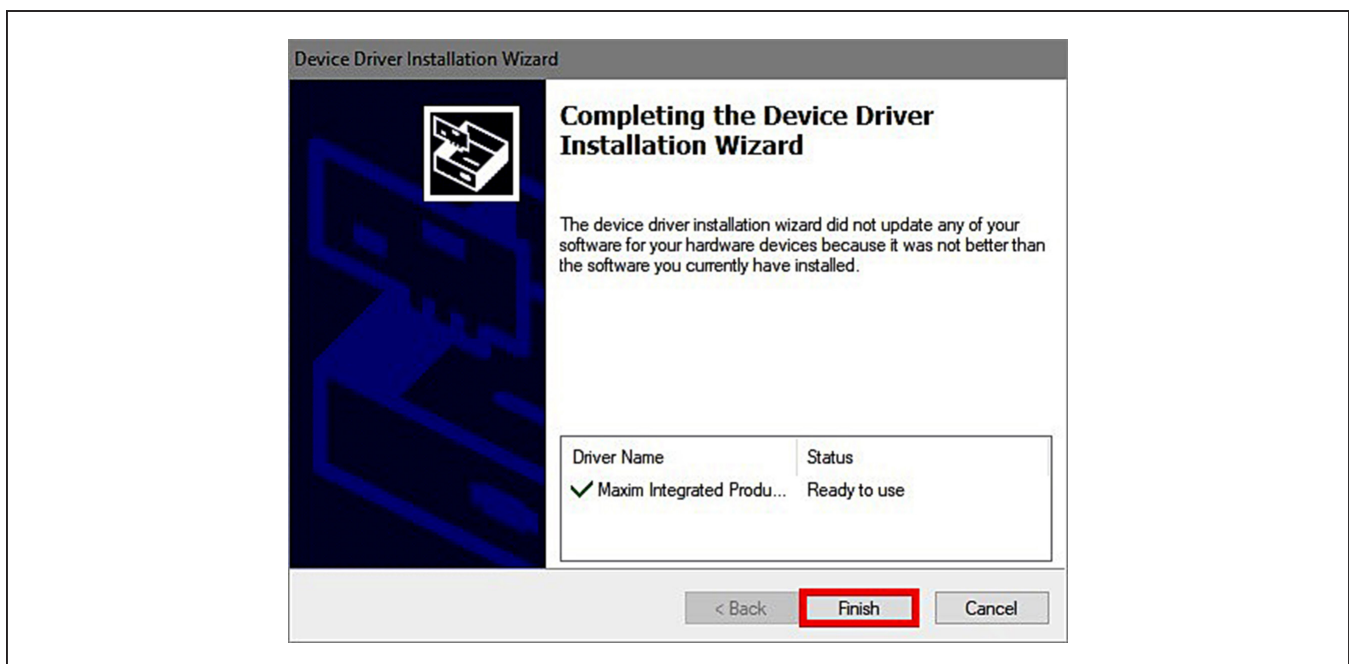 Device Driver Installation Wizard
Completing the Device Driver
Installation Wizard
The device driver installation wizard did not update any of your
software for your hardware devices because it was not better than
the software you currently have installed.
Driver Name Status
Maxim Integrated Produ... Ready to use
< Back Finish Cancel